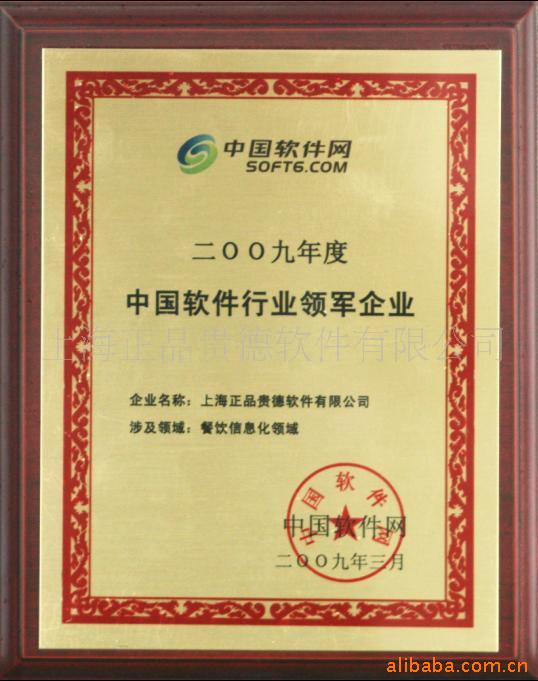 中国软件网
SOFT6.COM
二〇〇九年度
中国软件行业领军企业
上海正品贵德软件有限公司
企业名称：上海正品贵德软件有限公司
涉及领域：餐饮信息化领域
中国软件网
中国软件网
二〇〇九年三月
alibaba.com.cn